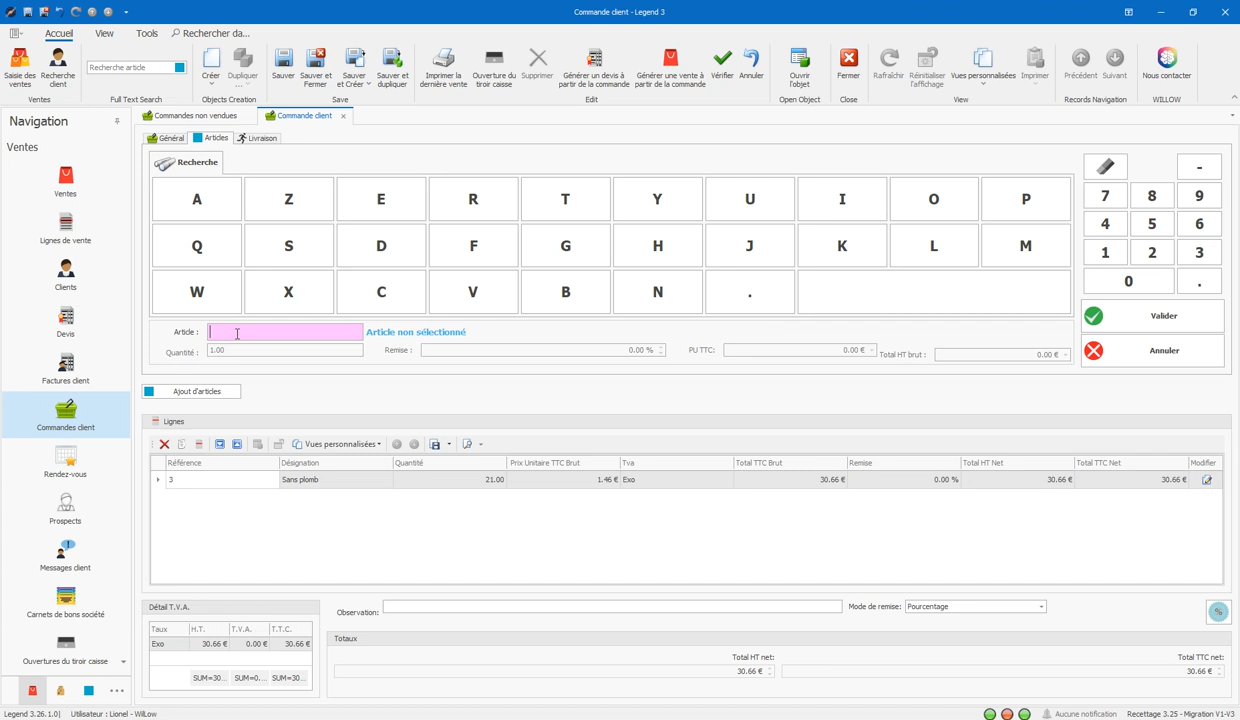 Commande client - Legend 3
Accueil View Tools Rechercher da...
Saisie des ventes
Recherche client
Ventes
Recherche article
Full Text Search
Créer
Dupliquer ...
Objects Creation
Sauver
Sauver et Fermer
Sauver et Créer
Sauver et dupliquer
Save
Imprimer la dernière vente
Ouverture du tiroir caisse
Supprimer
Générer un devis à partir de la commande
Générer une vente à partir de la commande
Vérifier
Annuler
Edit
Ouvrir l'objet
Open Object
Fermer
Close
Rafraichir
Réinitialiser l'affichage
Vues personnalisées
Imprimer
View
Précédent
Suivant
Records Navigation
Nous contacter
WILLOW
Navigation
Ventes
Ventes
Lignes de vente
Clients
Devis
Factures client
Commandes client
Rendez-vous
Prospects
Messages client
Carnets de bons société
Ouvertures du tiroir caisse
Commandes non vendues
Commande client
Général
Articles
Livraison
Recherche
A Z E R T Y U I O P
Q S D F G H J K L M
W X C V B N .
-
7 8 9
4 5 6
1 2 3
0 .
Valider
Annuler
Article :
Article non sélectionné
Quantité : 1.00
Remise : 0.00 %
PU TTC: 0.00 €
Total HT brut : 0.00 €
Ajout d'articles
Lignes
Vues personnalisées
Référence Désignation Quantité Prix Unitaire TTC Brut Tva Total TTC Brut Remise Total HT Net Total TTC Net Modifier
3 Sans plomb 21.00 1.46 € Exo 30.66 € 0.00 % 30.66 € 30.66 €
Détail T.V.A.
Taux H.T. T.V.A. T.T.C.
Exo 30.66 € 0.00 € 30.66 €
SUM=30... SUM=0.... SUM=30...
Observation:
Mode de remise: Pourcentage
%
Totaux
Total HT net:
30.66 €
Total TTC net:
30.66 €
Legend 3.26.1.0| Utilisateur : Lionel - WilLow
Aucune notification
Recettage 3.25 - Migration V1-V3